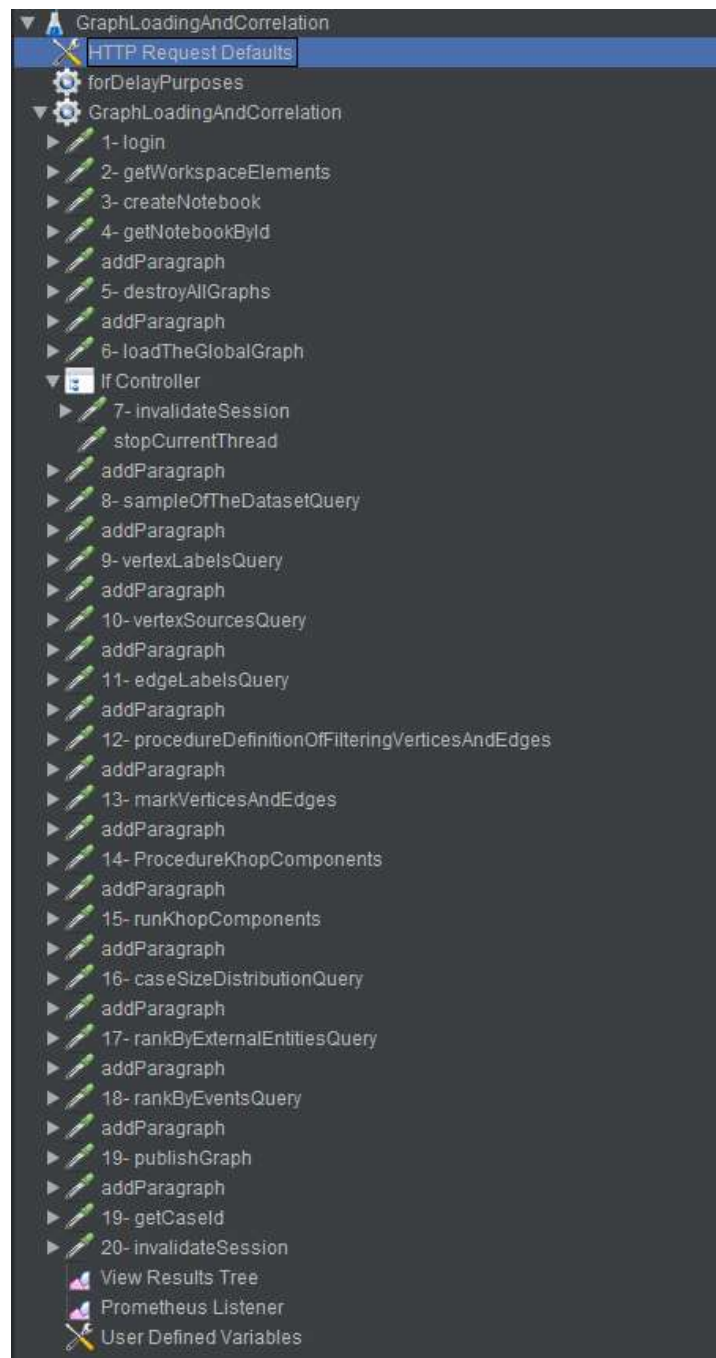 GraphLoadingAndCorrelation
HTTP Request Defaults
forDelayPurposes
GraphLoadingAndCorrelation
1- login
2- getWorkspaceElements
3- createNotebook
4- getNotebookById
addParagraph
5- destroyAllGraphs
addParagraph
6- loadTheGlobalGraph
If Controller
7- invalidateSession
stopCurrentThread
addParagraph
8- sampleOfTheDatasetQuery
addParagraph
9- vertexLabelsQuery
addParagraph
10- vertexSourcesQuery
addParagraph
11- edgeLabelsQuery
addParagraph
12- procedureDefinitionOfFilteringVerticesAndEdges
addParagraph
13- markVerticesAndEdges
addParagraph
14- ProcedureKhopComponents
addParagraph
15- runKhopComponents
addParagraph
16- caseSizeDistributionQuery
addParagraph
17- rankByExternalEntitiesQuery
addParagraph
18- rankByEventsQuery
addParagraph
19- publishGraph
addParagraph
19- getCaseId
20- invalidateSession
View Results Tree
Prometheus Listener
User Defined Variables